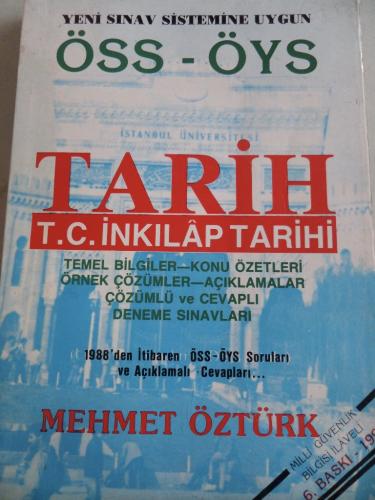 YENİ SINAV SİSTEMİNE UYGUN
ÖSS - ÖYS
İSTANBUL ÜNİVERSİTESİ
TARİH
T.C. İNKILÂP TARİHİ
TEMEL BİLGİLER—KONU ÖZETLERİ
ÖRNEK ÇÖZÜMLER—AÇIKLAMALAR
ÇÖZÜMLÜ ve CEVAPLI
DENEME SINAVLARI
1988'den İtibaren ÖSS-ÖYS Soruları
ve Açıklamalı Cevapları...
MEHMET ÖZTÜRK
MİLLİ GÜVENLİK
BİLGİSİ İLAVELİ
6. BASKI - 199